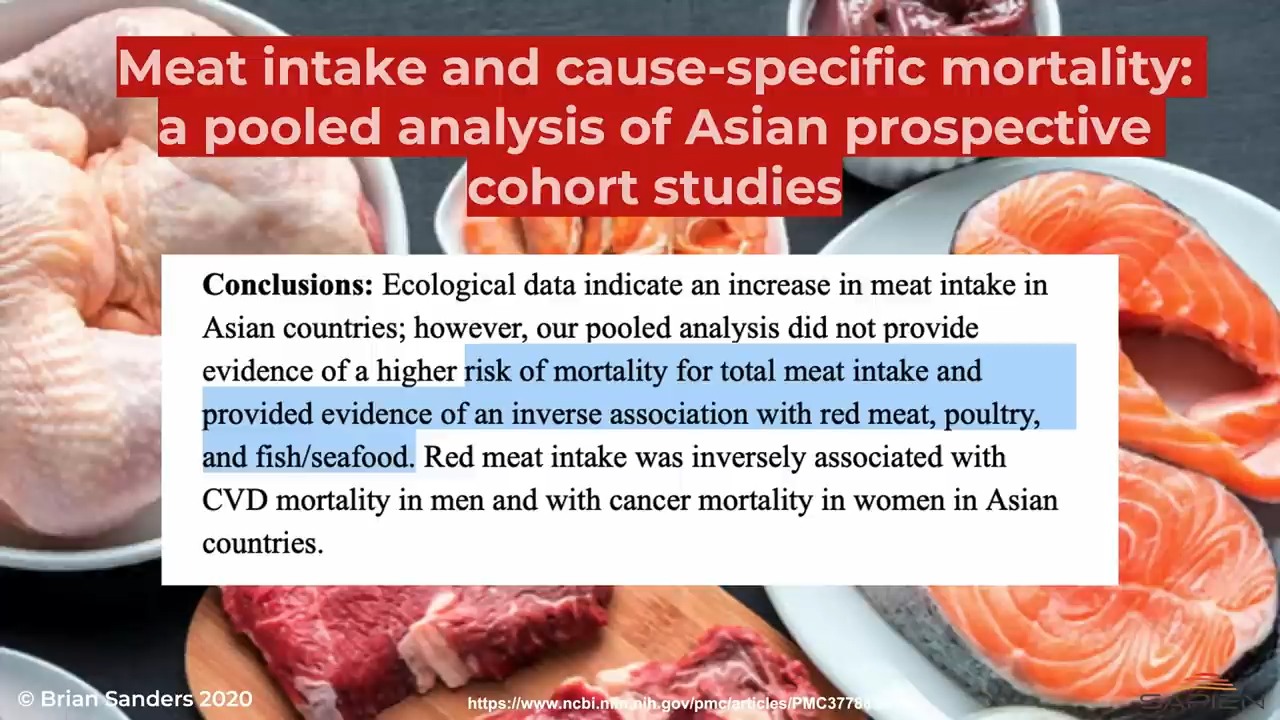 Meat intake and cause-specific mortality:
a pooled analysis of Asian prospective
cohort studies
Conclusions: Ecological data indicate an increase in meat intake in
Asian countries; however, our pooled analysis did not provide
evidence of a higher risk of mortality for total meat intake and
provided evidence of an inverse association with red meat, poultry,
and fish/seafood. Red meat intake was inversely associated with
CVD mortality in men and with cancer mortality in women in Asian
countries.
© Brian Sanders 2020
SAPIEN